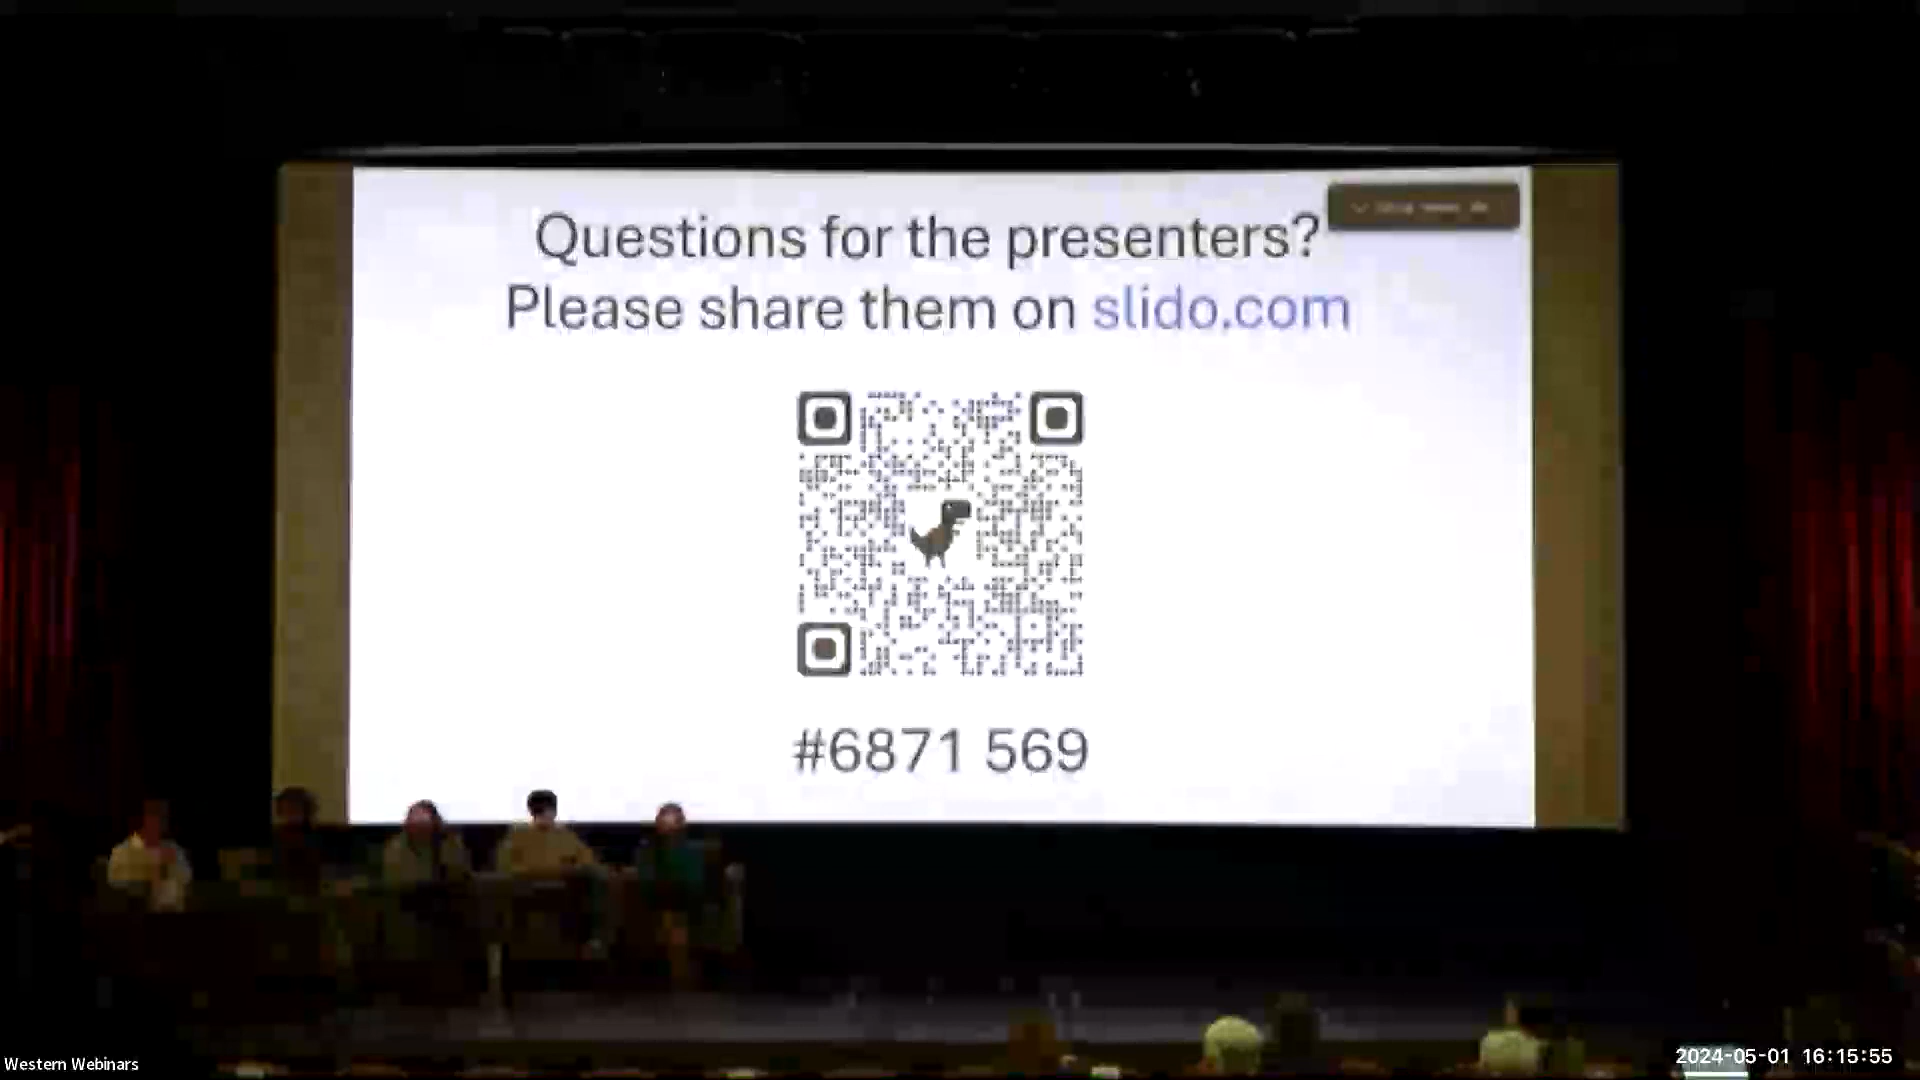 Questions for the presenters?
Please share them on slido.com
#6871 569
Western Webinars
2024-05-01 16:15:55